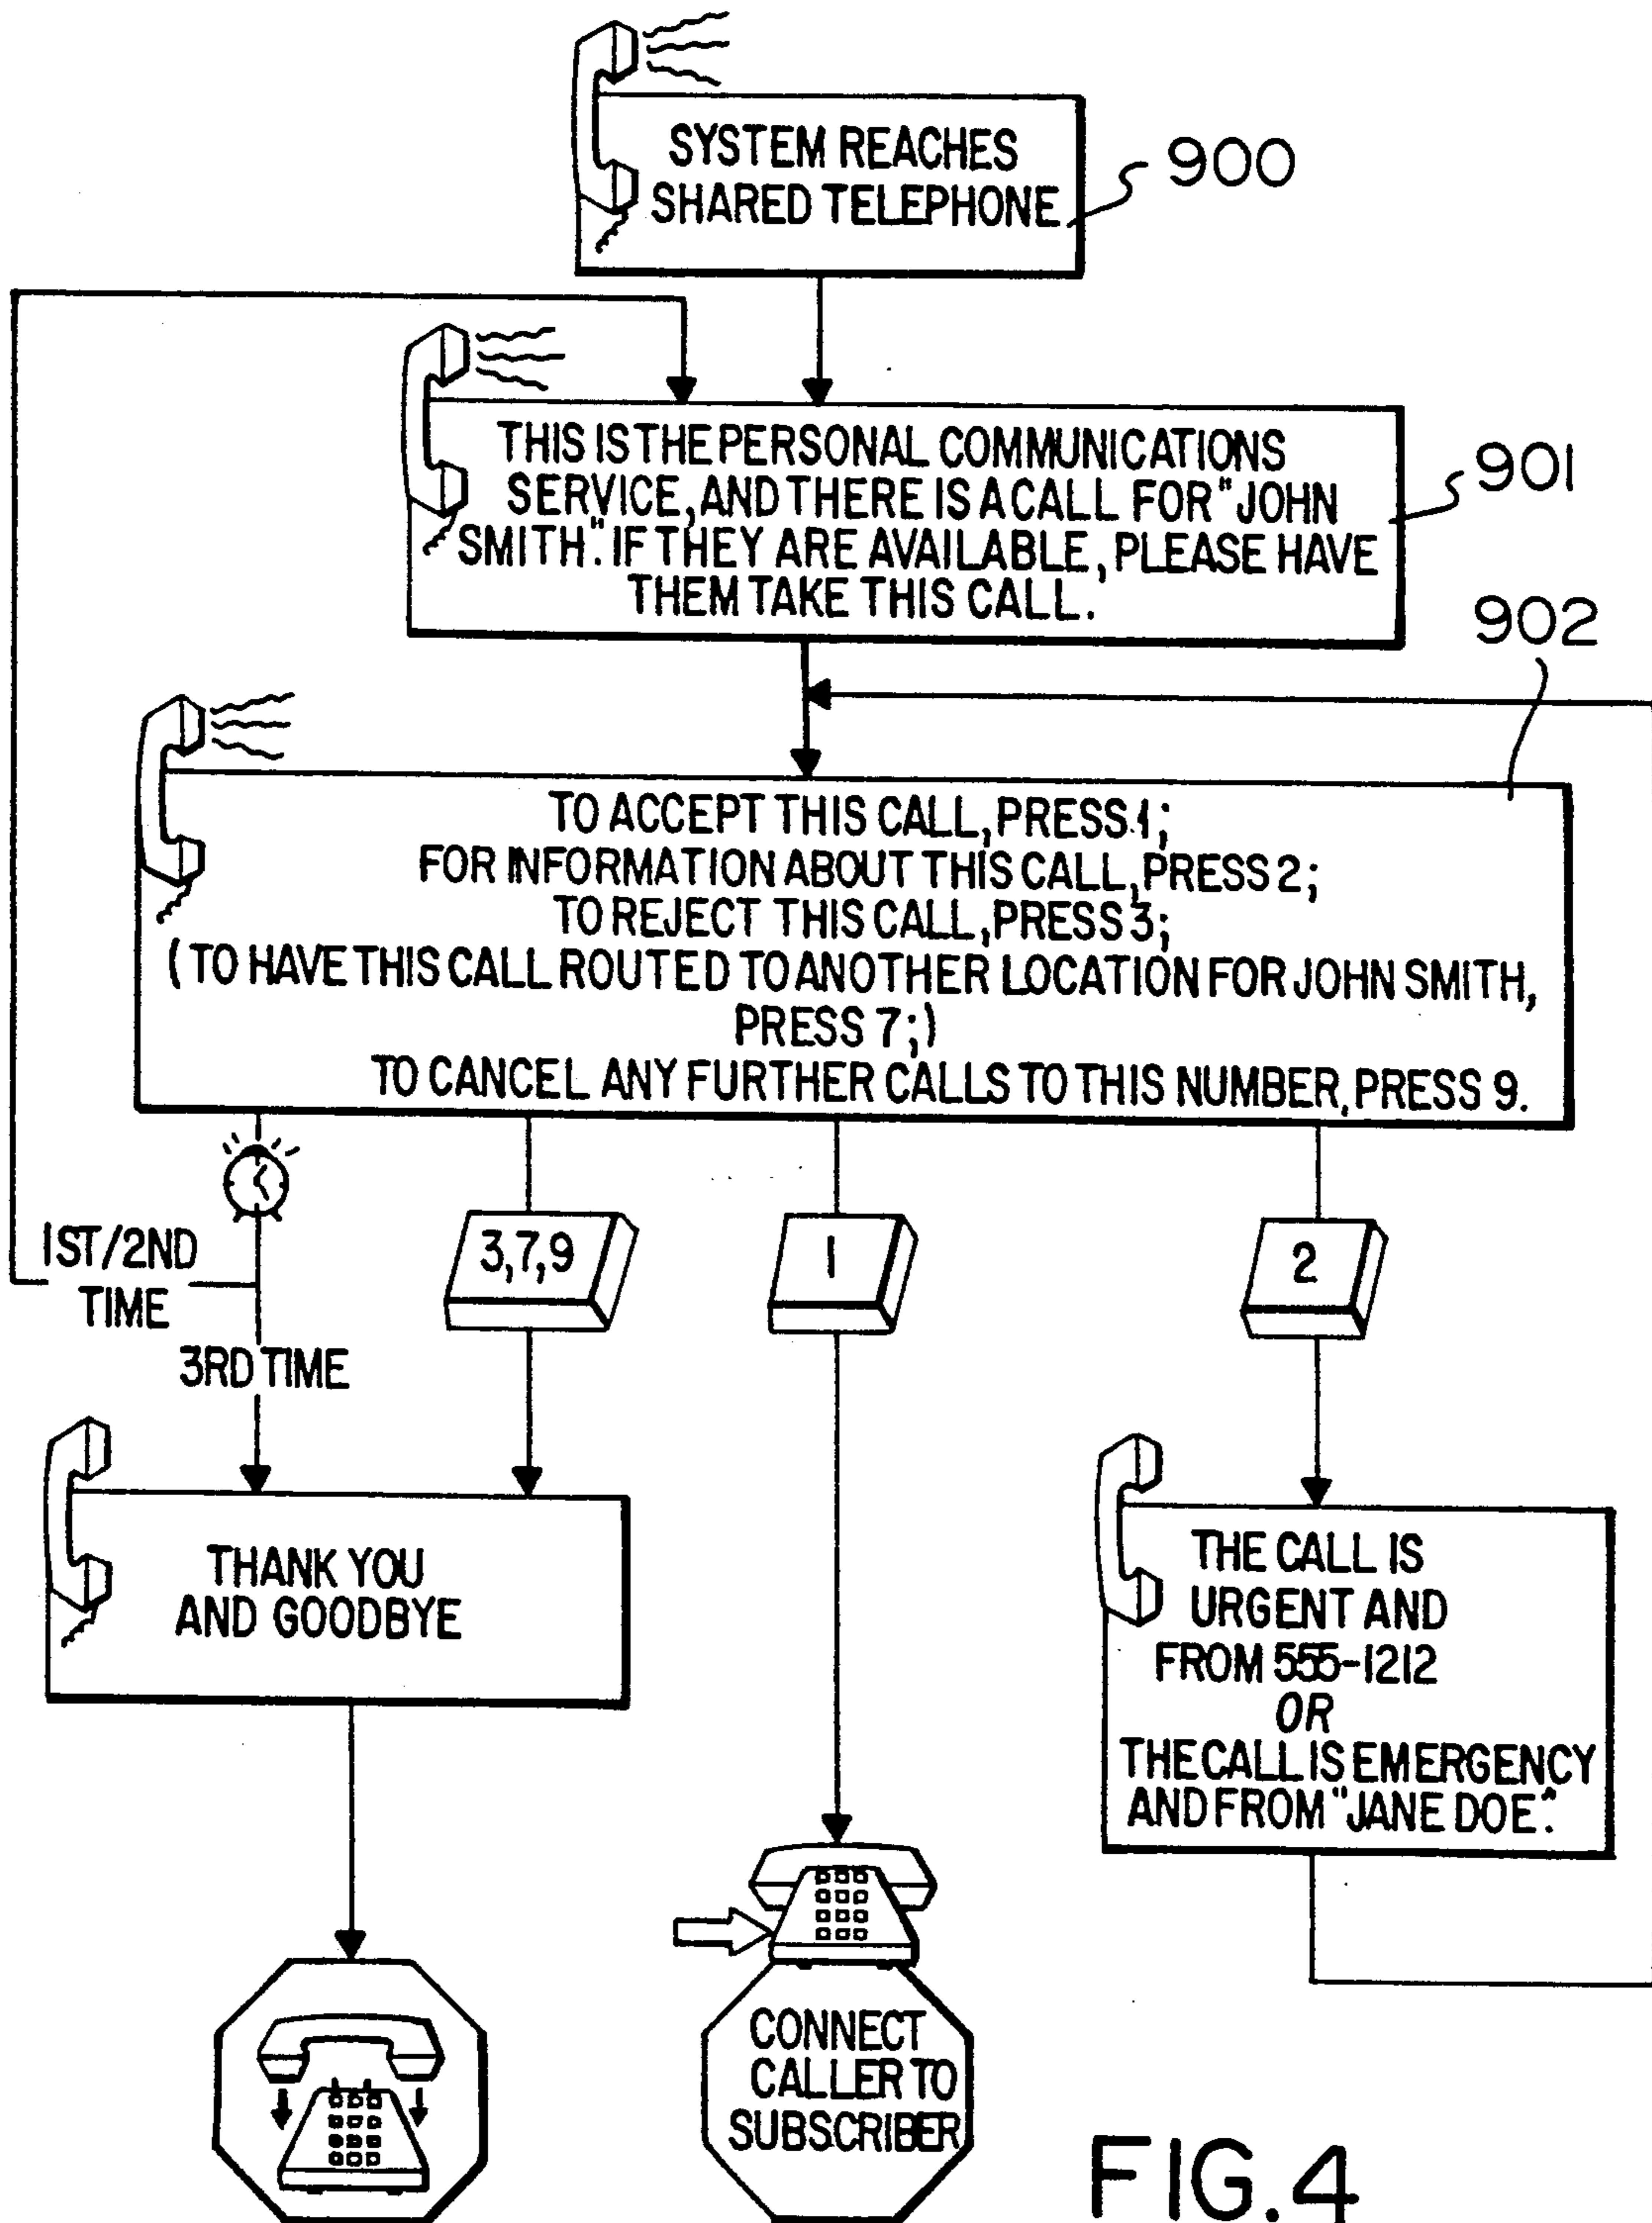 SYSTEM REACHES
SHARED TELEPHONE
900
THIS IS THE PERSONAL COMMUNICATIONS
SERVICE, AND THERE IS A CALL FOR "JOHN
SMITH". IF THEY ARE AVAILABLE, PLEASE HAVE
THEM TAKE THIS CALL.
901
902
TO ACCEPT THIS CALL, PRESS 1;
FOR INFORMATION ABOUT THIS CALL, PRESS 2;
TO REJECT THIS CALL, PRESS 3;
(TO HAVE THIS CALL ROUTED TO ANOTHER LOCATION FOR JOHN SMITH,
PRESS 7;)
TO CANCEL ANY FURTHER CALLS TO THIS NUMBER, PRESS 9.
1ST/2ND
TIME
3RD TIME
3,7,9
1
2
THANK YOU
AND GOODBYE
THE CALL IS
URGENT AND
FROM 555-1212
OR
THE CALL IS EMERGENCY
AND FROM "JANE DOE".
CONNECT
CALLER TO
SUBSCRIBER
FIG.4